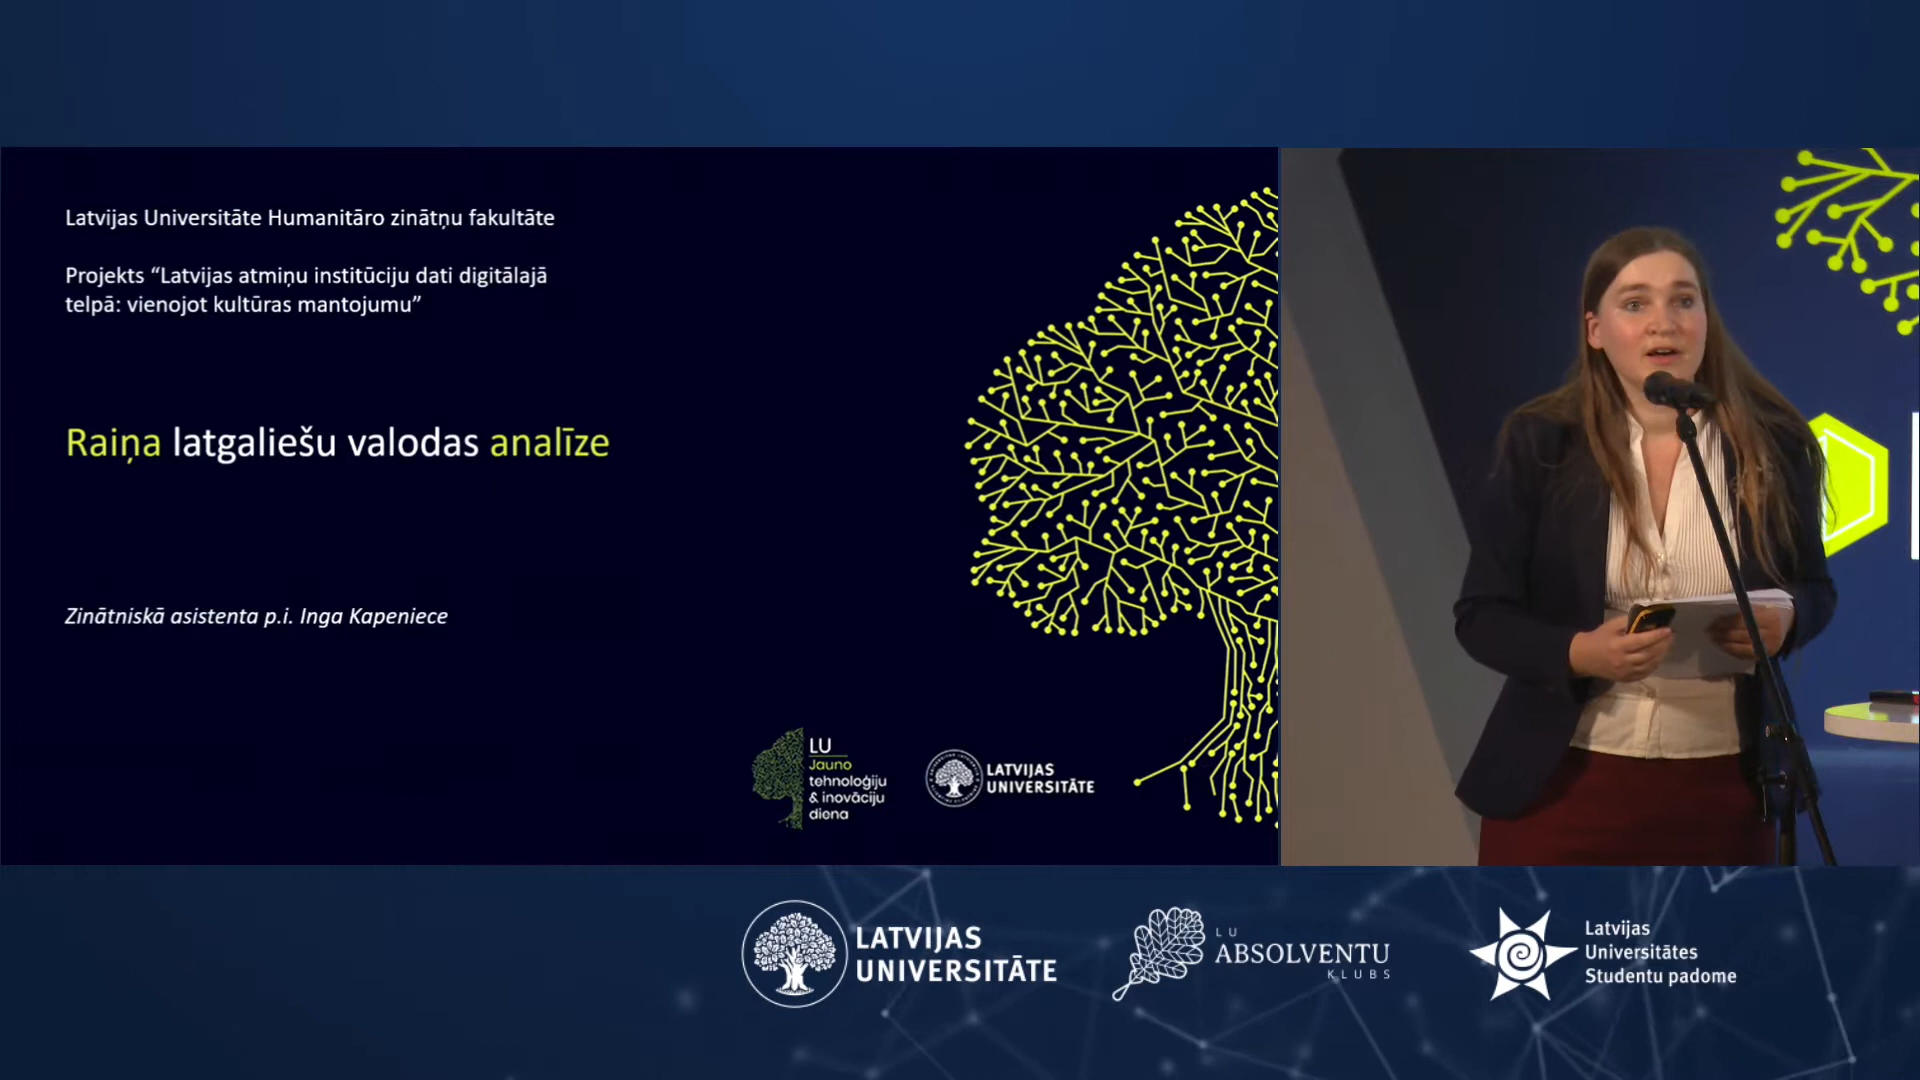 Latvijas Universitāte Humanitāro zinātņu fakultāte
Projekts “Latvijas atmiņu institūciju dati digitālajā
telpā: vienojot kultūras mantojumu”
Raiņa latgaliešu valodas analīze
Zinātniskā asistenta p.i. Inga Kapeniece
LU
Jauno
tehnoloģiju
& inovāciju
diena
LATVIJAS
UNIVERSITĀTE
LATVIJAS
UNIVERSITĀTE
LU
ABSOLVENTU
KLUBS
Latvijas
Universitātes
Studentu padome